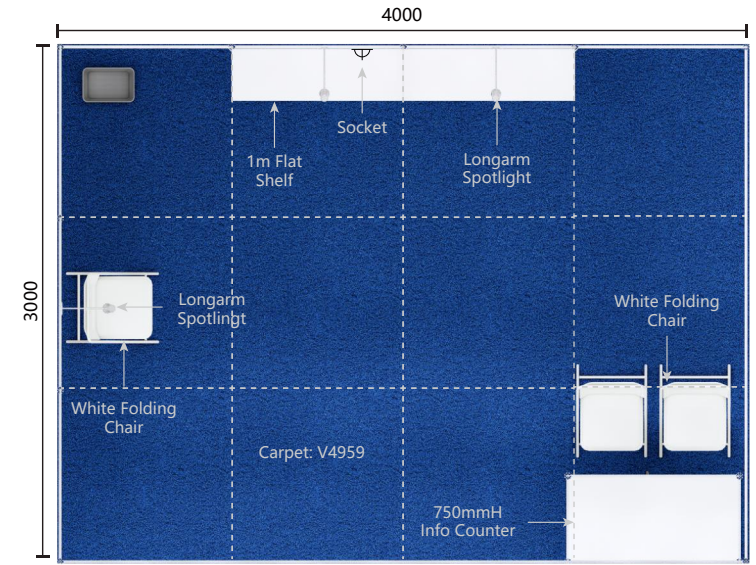 4000
3000
Socket
1m Flat
Shelf
Longarm
Spotlight
Longarm
Spotlingt
White Folding
Chair
White Folding
Chair
Carpet: V4959
750mmH
Info Counter